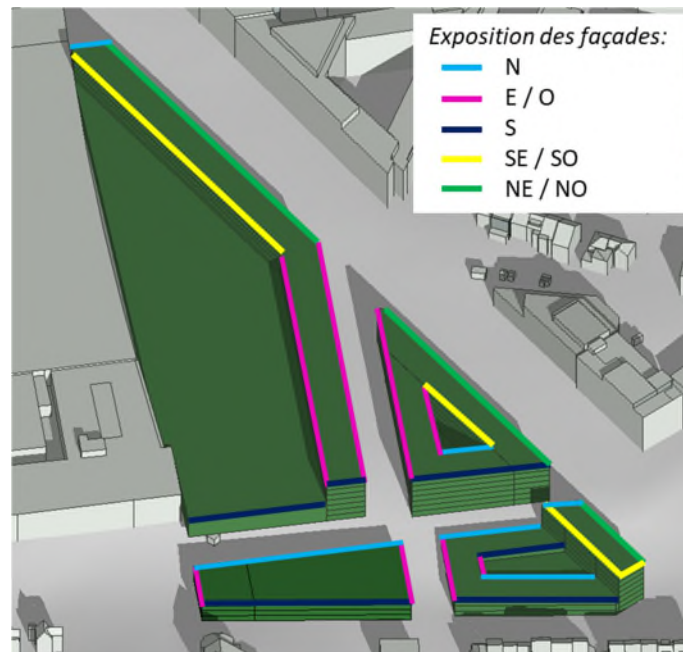 Exposition des façades:
N
E / O
S
SE / SO
NE / NO